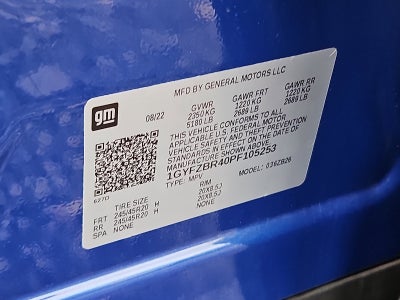 gm
MFD BY GENERAL MOTORS LLC
08/22
GVWR GAWR FRT GAWR RR
2350 KG 1220 KG 1220 KG
5180 LB 2689 LB 2689 LB
THIS VEHICLE CONFORMS TO ALL
APPLICABLE U.S. FEDERAL MOTOR
VEHICLE SAFETY AND THEFT PREVENTION
STANDARDS IN EFFECT ON THE DATE OF
MANUFACTURE SHOWN ABOVE.
1GYFZBR40PF105253
TYPE: MPV MODEL: 036ZB26
627D
TIRE SIZE RIM
FRT 245/45R20 H 20X8.5J
RR 245/45R20 H 20X8.5J
SPA NONE NONE